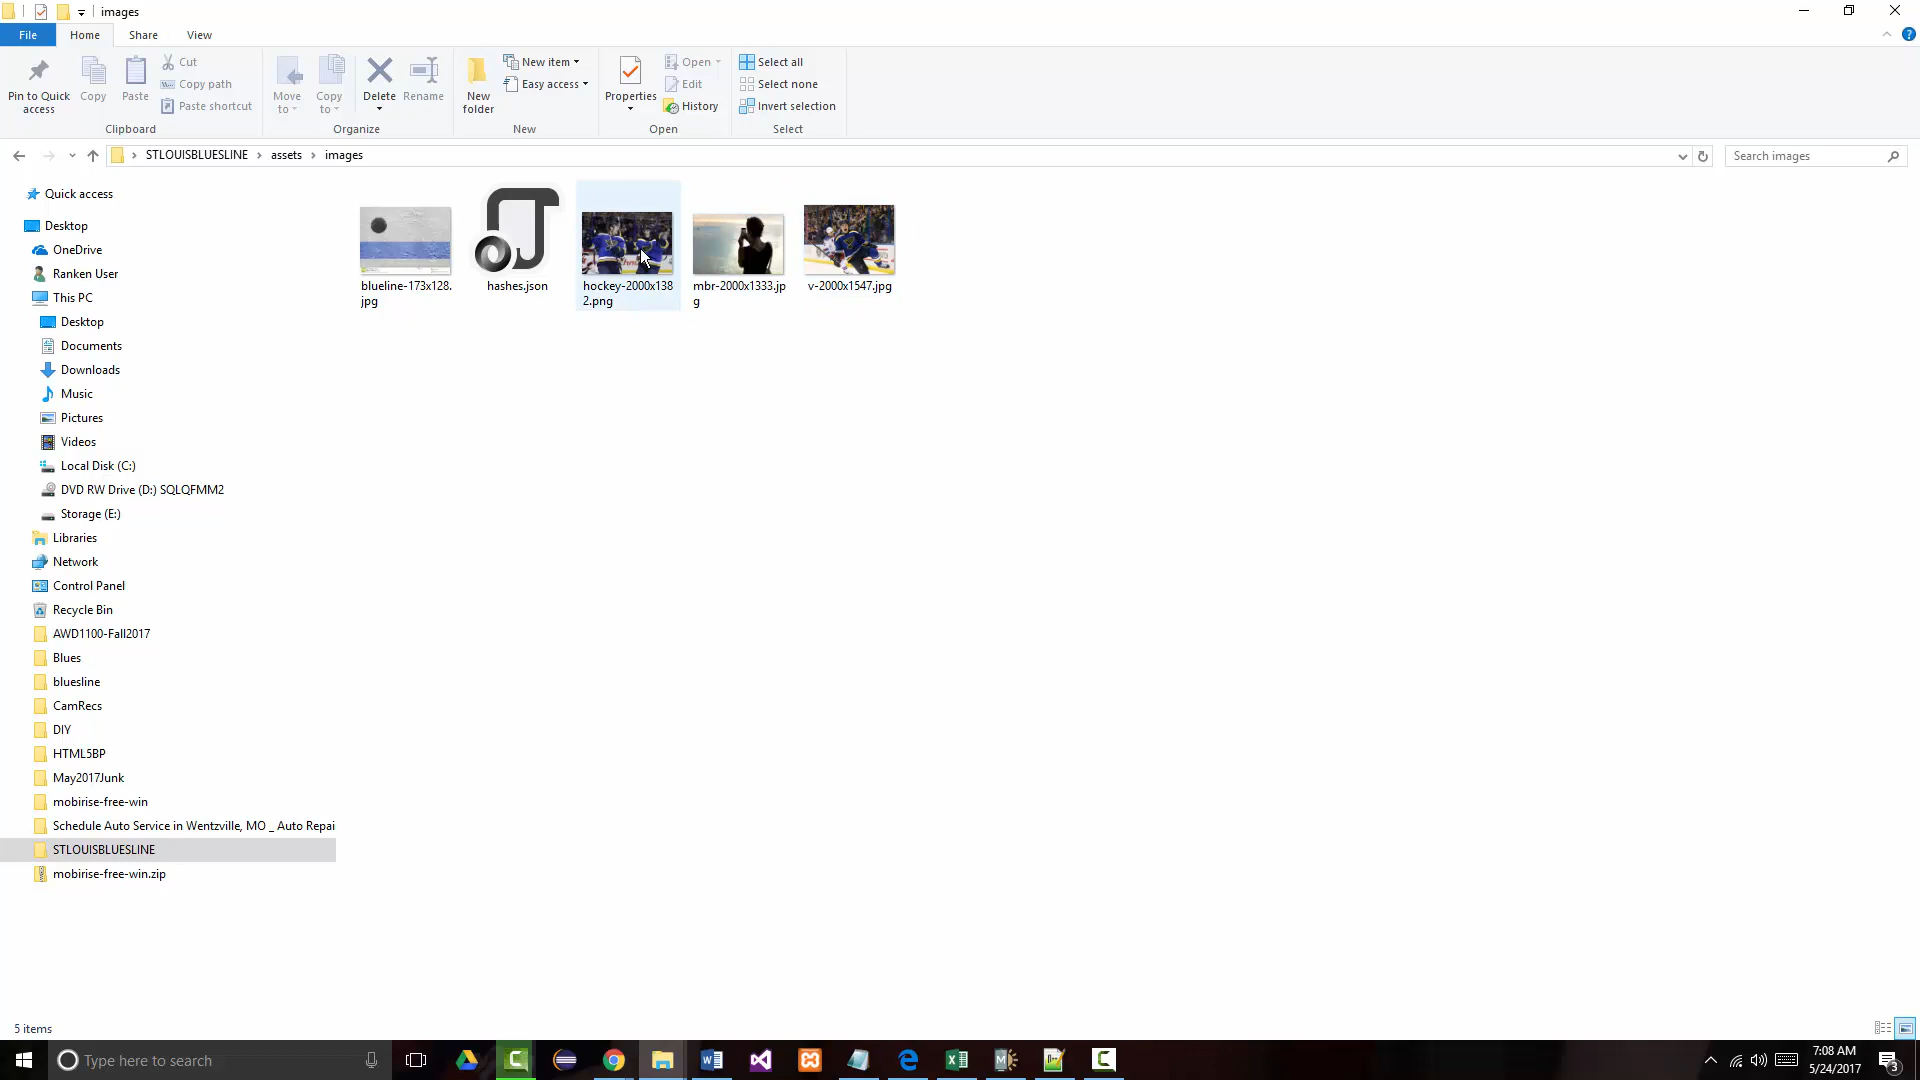 images
File Home Share View
Pin to Quick access
Copy
Paste
Cut
Copy path
Paste shortcut
Clipboard
Move to
Copy to
Delete
Rename
Organize
New folder
New item
Easy access
New
Properties
Open
Edit
History
Open
Select all
Select none
Invert selection
Select
STLOUISBLUESLINE > assets > images
Search images
Quick access
Desktop
OneDrive
Ranken User
This PC
Desktop
Documents
Downloads
Music
Pictures
Videos
Local Disk (C:)
DVD RW Drive (D:) SQLQFMM2
Storage (E:)
Libraries
Network
Control Panel
Recycle Bin
AWD1100-Fall2017
Blues
bluesline
CamRecs
DIY
HTML5BP
May2017Junk
mobirise-free-win
Schedule Auto Service in Wentzville, MO _ Auto Repai
STLOUISBLUESLINE
mobirise-free-win.zip
blueline-173x128.
jpg
hashes.json
hockey-2000x138
2.png
mbr-2000x1333.jp
g
v-2000x1547.jpg
5 items
Type here to search
7:08 AM
5/24/2017
3